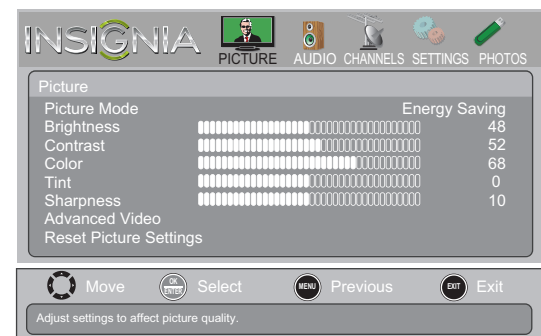 INSIGNIA
PICTURE AUDIO CHANNELS SETTINGS PHOTOS
Picture
Picture Mode Energy Saving
Brightness 48
Contrast 52
Color 68
Tint 0
Sharpness 10
Advanced Video
Reset Picture Settings
Move OK ENTER Select MENU Previous EXIT Exit
Adjust settings to affect picture quality.